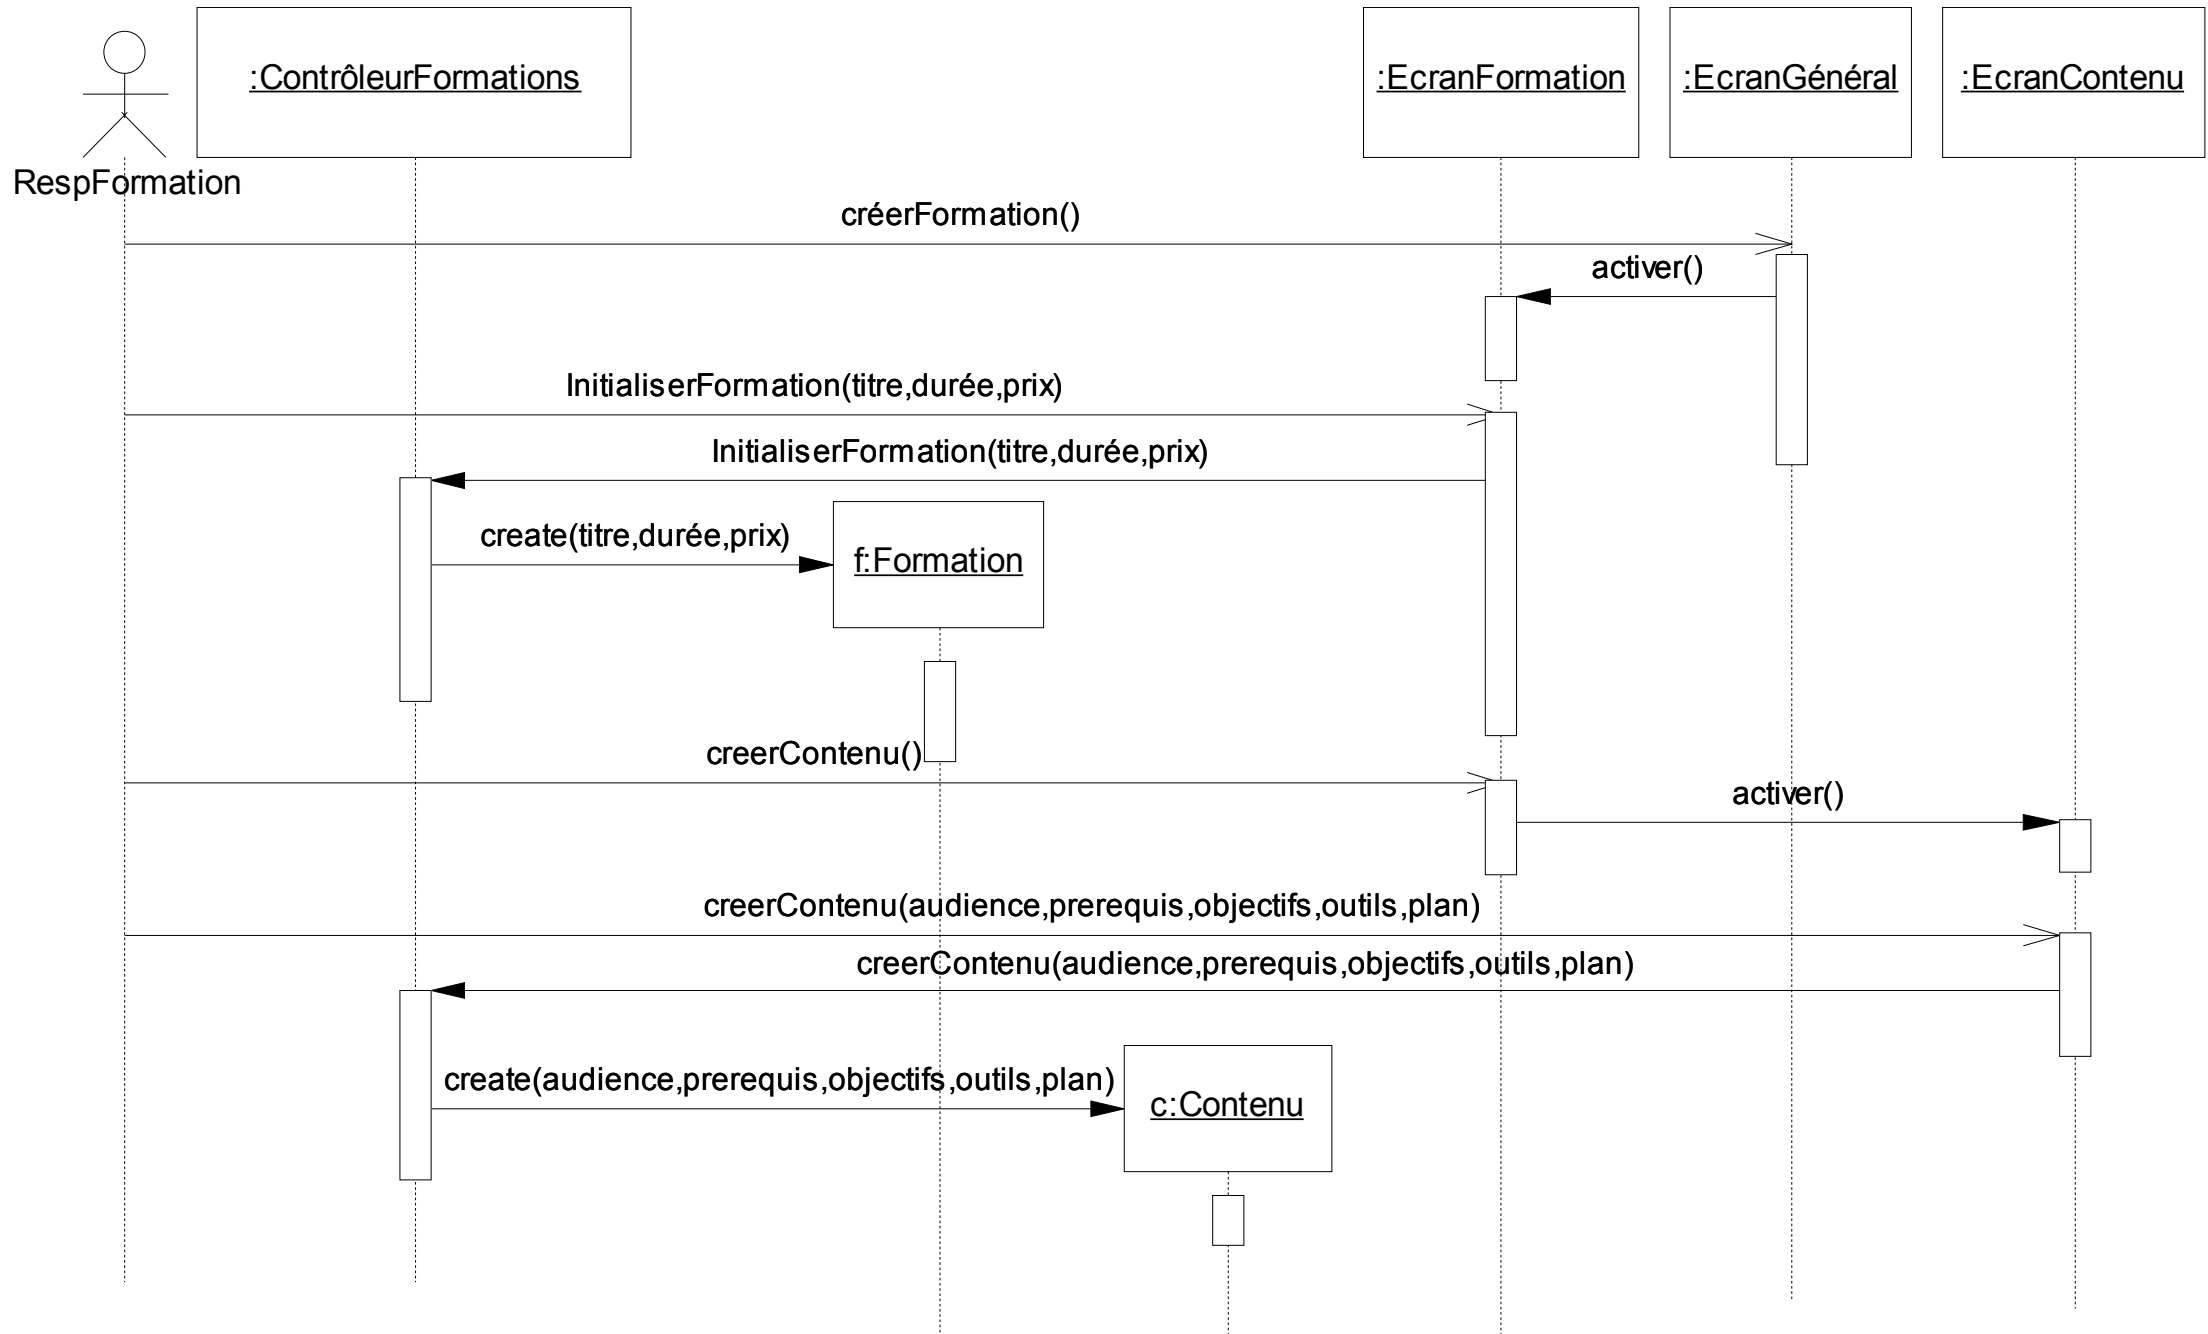 :ContrôleurFormations
:EcranFormation
:EcranGénéral
:EcranContenu
RespFormation
créerFormation()
activer()
InitialiserFormation(titre,durée,prix)
InitialiserFormation(titre,durée,prix)
create(titre,durée,prix)
f:Formation
creerContenu()
activer()
creerContenu(audience,prerequis,objectifs,outils,plan)
creerContenu(audience,prerequis,objectifs,outils,plan)
create(audience,prerequis,objectifs,outils,plan)
c:Contenu